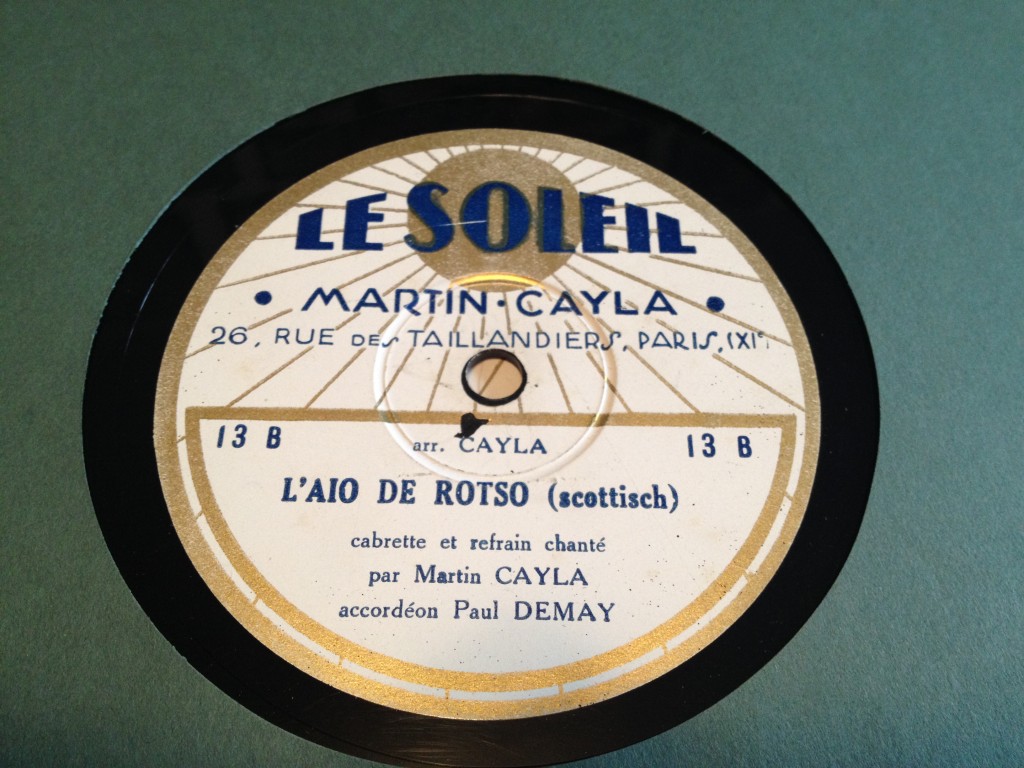 LE SOLEIL
• MARTIN•CAYLA •
26, RUE DES TAILLANDIERS, PARIS, (XIe)
13 B
arr. CAYLA
13 B
L'AIO DE ROTSO (scottisch)
cabrette et refrain chanté
par Martin CAYLA
accordéon Paul DEMAY